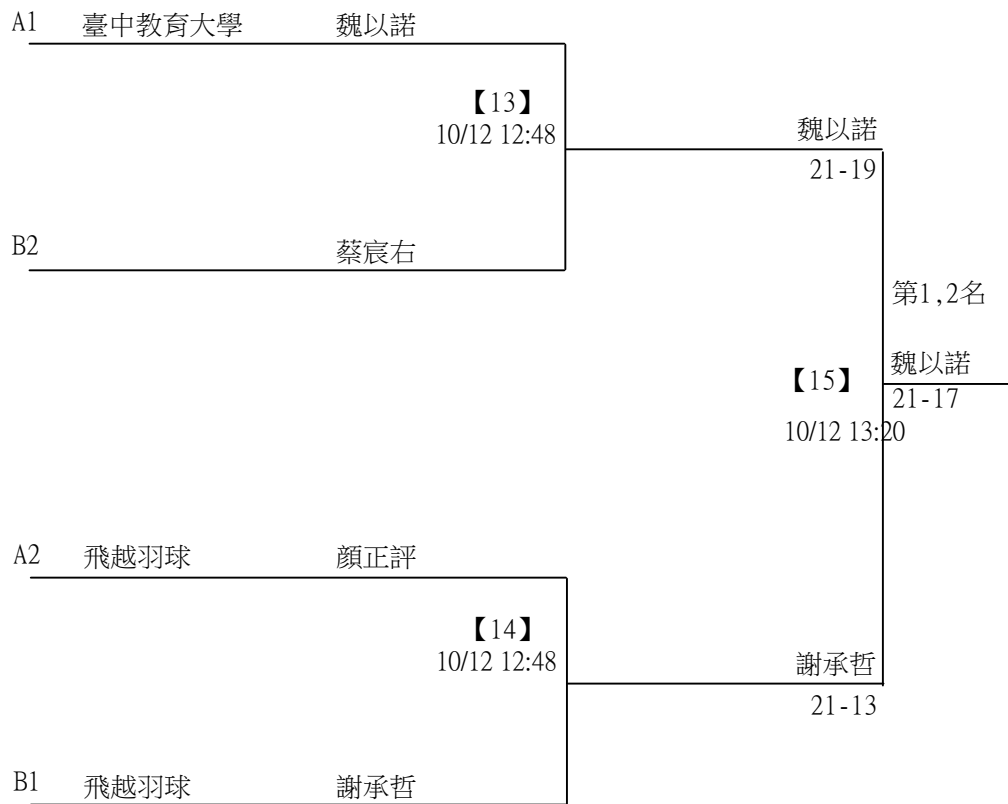 A1 臺中教育大學 魏以諾
【13】
10/12 12:48
魏以諾
21-19
B2 蔡宸右
第1,2名
魏以諾
【15】
21-17
10/12 13:20
A2 飛越羽球 顏正評
【14】
10/12 12:48
謝承哲
21-13
B1 飛越羽球 謝承哲